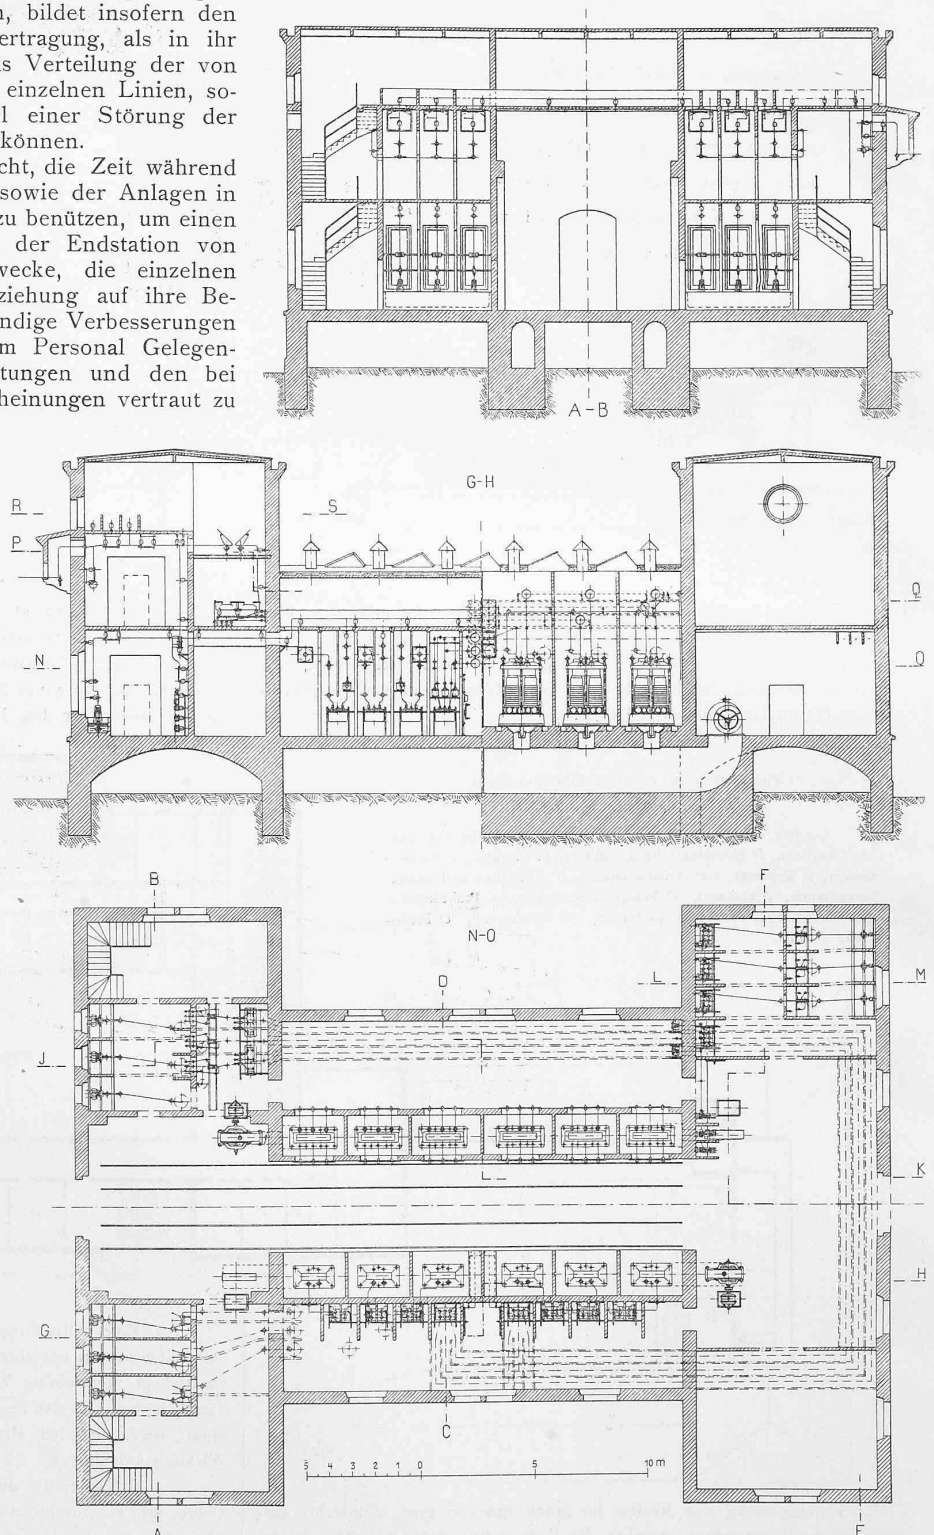 n, bildet insofern den
ertragung, als in ihr
s Verteilung der von
einzelnen Linien, so-
l einer Störung der
können.
cht, die Zeit während
sowie der Anlagen in
zu benützen, um einen
der Endstation von
wecke, die einzelnen
ziehung auf ihre Be-
ndige Verbesserungen
m Personal Gelegen-
tungen und den bei
heinungen vertraut zu
A-B
G-H
R
S
P
Q
N
O
B
F
N-O
D
L
M
J
K
H
G
C
5 4 3 2 1 0 5 10 m
A
E